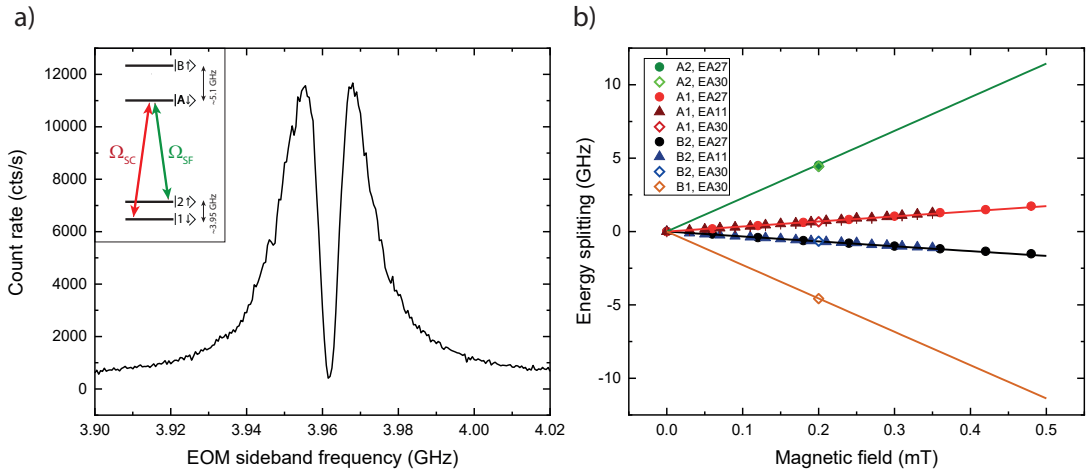 a)
b)
Count rate (cts/s)
12000
10000
8000
6000
4000
2000
0
3.90
3.92
3.94
3.96
3.98
4.00
4.02
EOM sideband frequency (GHz)
|B↑⟩
~5.1 GHz
|A↓⟩
ΩSC
ΩSF
|2↑⟩
|1↓⟩
~3.95 GHz
Energy splitting (GHz)
10
5
0
-5
-10
0.0
0.1
0.2
0.3
0.4
0.5
Magnetic field (mT)
A2, EA27
A2, EA30
A1, EA27
A1, EA11
A1, EA30
B2, EA27
B2, EA11
B2, EA30
B1, EA30